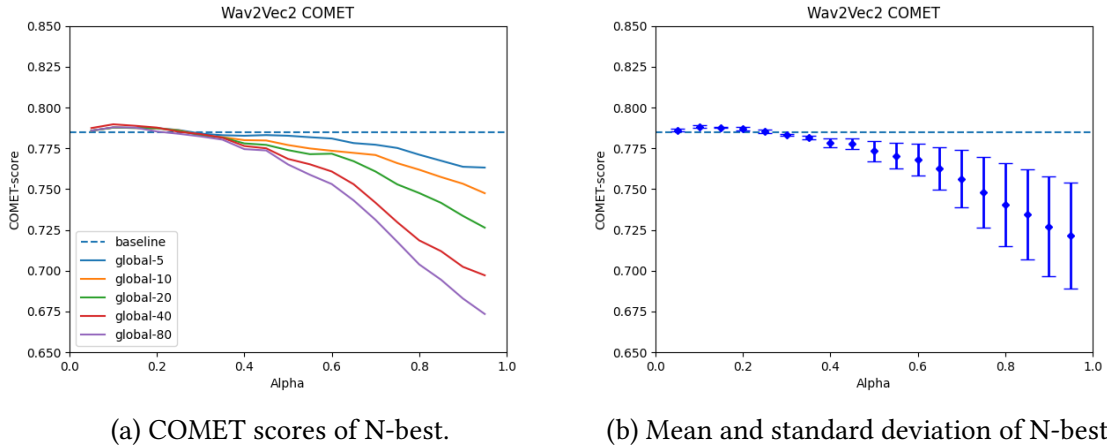 Wav2Vec2 COMET
0.850
0.825
0.800
0.775
0.750
0.725
0.700
0.675
0.650
COMET-score
baseline
global-5
global-10
global-20
global-40
global-80
0.0 0.2 0.4 0.6 0.8 1.0
Alpha
(a) COMET scores of N-best.
Wav2Vec2 COMET
0.850
0.825
0.800
0.775
0.750
0.725
0.700
0.675
0.650
COMET-score
0.0 0.2 0.4 0.6 0.8 1.0
Alpha
(b) Mean and standard deviation of N-best